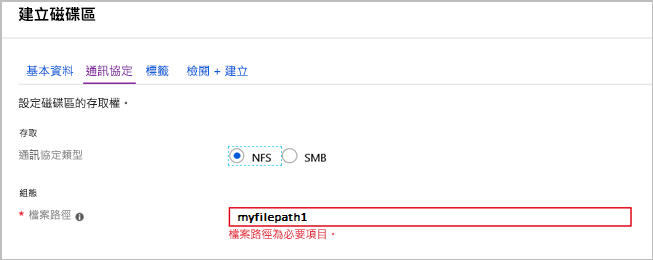 建立磁碟區
基本資料 通訊協定 標籤 檢閱 + 建立
設定磁碟區的存取權。
存取
通訊協定類型 NFS SMB
組態
* 檔案路徑 myfilepath1
檔案路徑為必要項目。